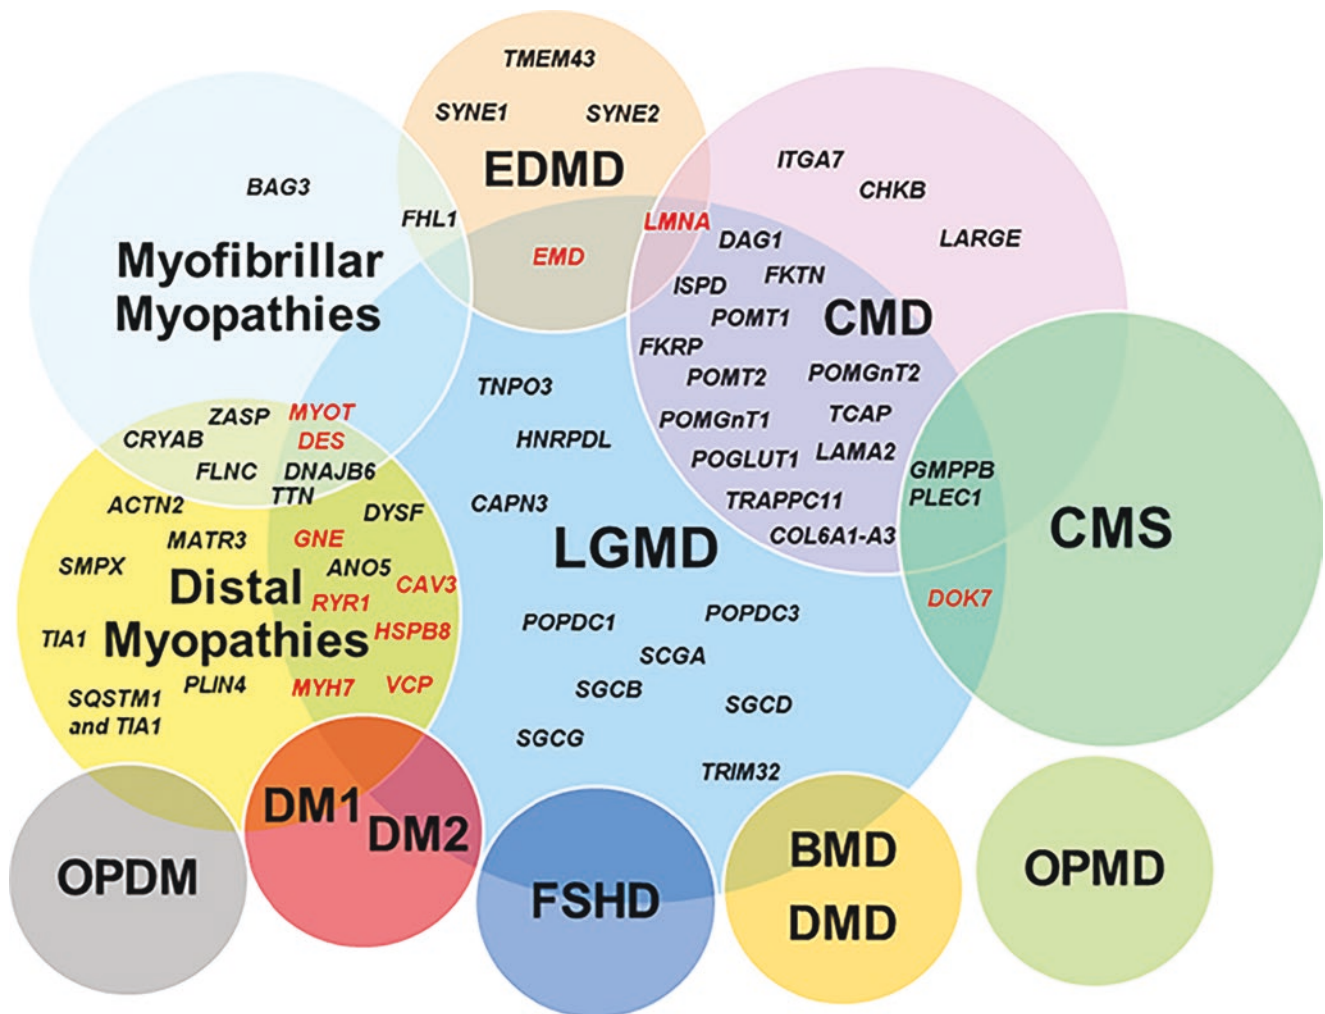 TMEM43
SYNE1
SYNE2
EDMD
FHL1
EMD
LMNA
BAG3
Myofibrillar
Myopathies
ITGA7
CHKB
LARGE
DAG1
ISPD
FKTN
POMT1
CMD
FKRP
POMT2
POMGnT2
POMGnT1
TCAP
POGLUT1
LAMA2
TRAPPC11
COL6A1-A3
GMPPB
PLEC1
CMS
DOK7
ZASP
MYOT
CRYAB
DES
FLNC
DNAJB6
TTN
ACTN2
DYSF
MATR3
GNE
SMPX
ANO5
CAV3
Distal
Myopathies
RYR1
HSPB8
TIA1
PLIN4
MYH7
VCP
SQSTM1
and TIA1
TNPO3
HNRPDL
CAPN3
LGMD
POPDC1
POPDC3
SCGA
SGCB
SGCD
SGCG
TRIM32
OPDM
DM1
DM2
FSHD
BMD
DMD
OPMD